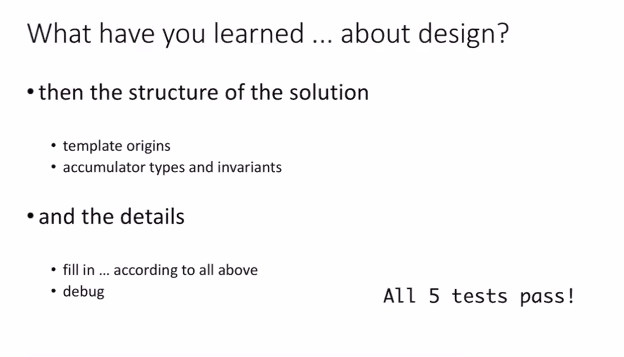 What have you learned ... about design?
• then the structure of the solution
• template origins
• accumulator types and invariants
• and the details
• fill in ... according to all above
• debug
All 5 tests pass!